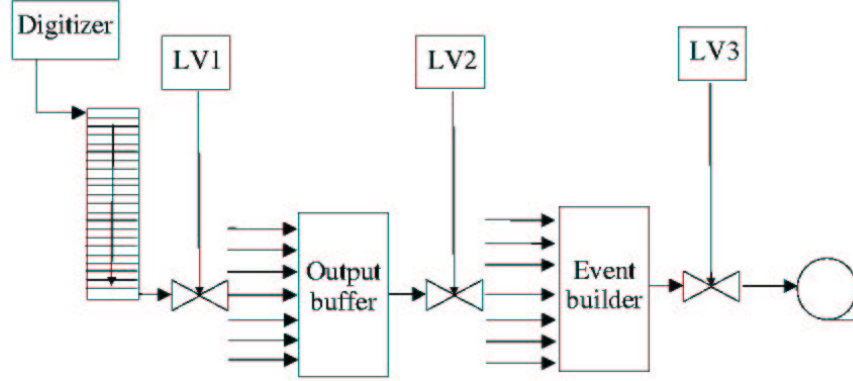 Digitizer
LV1
LV2
LV3
Output
buffer
Event
builder